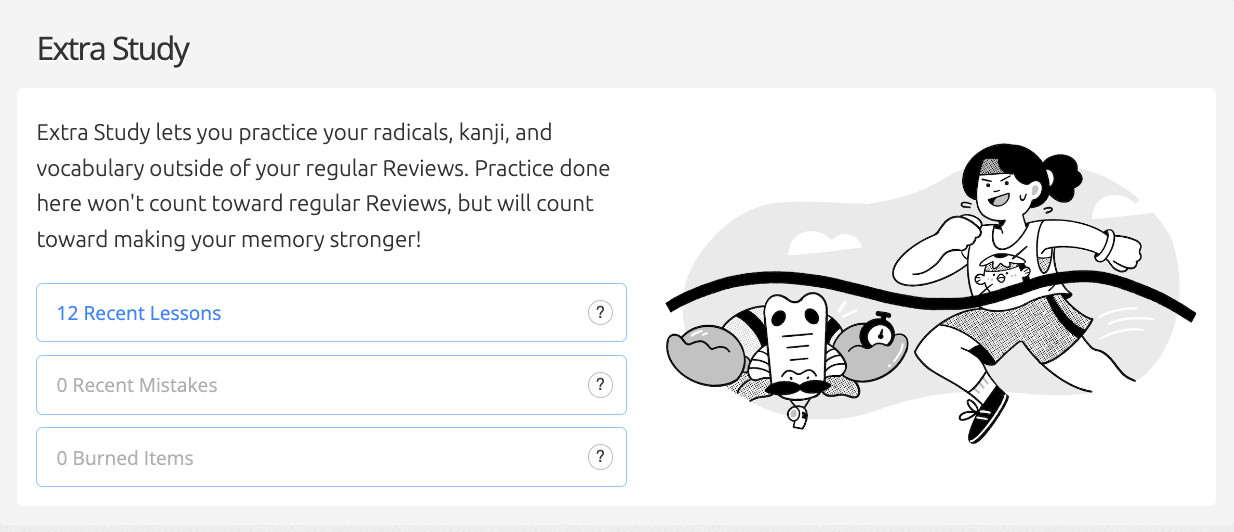 Extra Study
Extra Study lets you practice your radicals, kanji, and
vocabulary outside of your regular Reviews. Practice done
here won't count toward regular Reviews, but will count
toward making your memory stronger!
12 Recent Lessons ?
0 Recent Mistakes ?
0 Burned Items ?